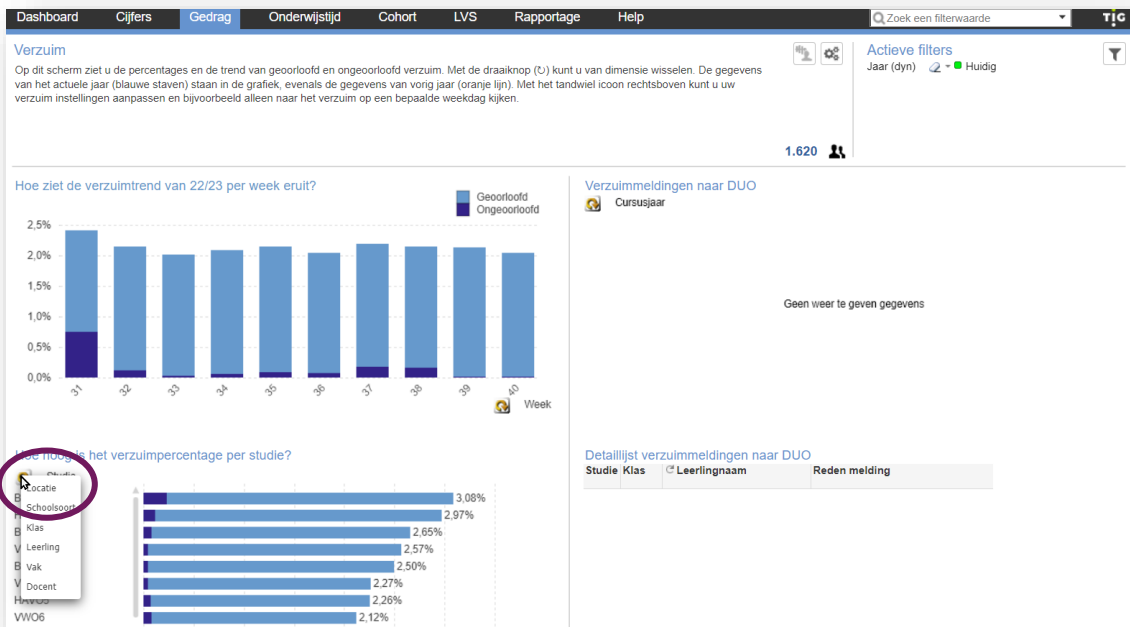 Dashboard Cijfers Gedrag Onderwijstijd Cohort LVS Rapportage Help Zoek een filterwaarde TIG
Verzuim
Op dit scherm ziet u de percentages en de trend van geoorloofd en ongeoorloofd verzuim. Met de draaiknop (↻) kunt u van dimensie wisselen. De gegevens
van het actuele jaar (blauwe staven) staan in de grafiek, evenals de gegevens van vorig jaar (oranje lijn). Met het tandwiel icoon rechtsboven kunt u uw
verzuim instellingen aanpassen en bijvoorbeeld alleen naar het verzuim op een bepaalde weekdag kijken.
1.620
Actieve filters
Jaar (dyn) Huidig
Hoe ziet de verzuimtrend van 22/23 per week eruit?
Geoorloofd
Ongeoorloofd
2,5%
2,0%
1,5%
1,0%
0,5%
0,0%
31 32 33 34 35 36 37 38 39 40
Week
Verzuimmeldingen naar DUO
Cursusjaar
Geen weer te geven gegevens
Hoe hoog is het verzuimpercentage per studie?
Studie
Locatie
Schoolsoort
Klas
Leerling
Vak
Docent
HAVO5
VWO6
3,08%
2,97%
2,65%
2,57%
2,50%
2,27%
2,26%
2,12%
Detaillijst verzuimmeldingen naar DUO
Studie Klas Leerlingnaam Reden melding